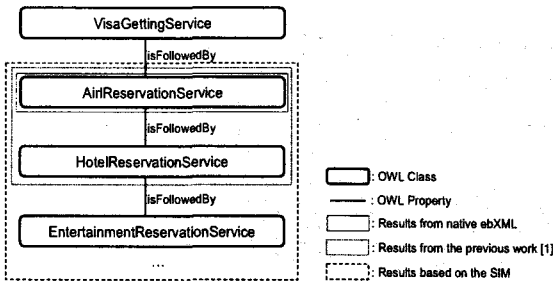 VisaGettingService
isFollowedBy
AirlReservationService
isFollowedBy
HotelReservationService
isFollowedBy
EntertainmentReservationService
...
: OWL Class
: OWL Property
: Results from native ebXML
: Results from the previous work [1]
: Results based on the SIM